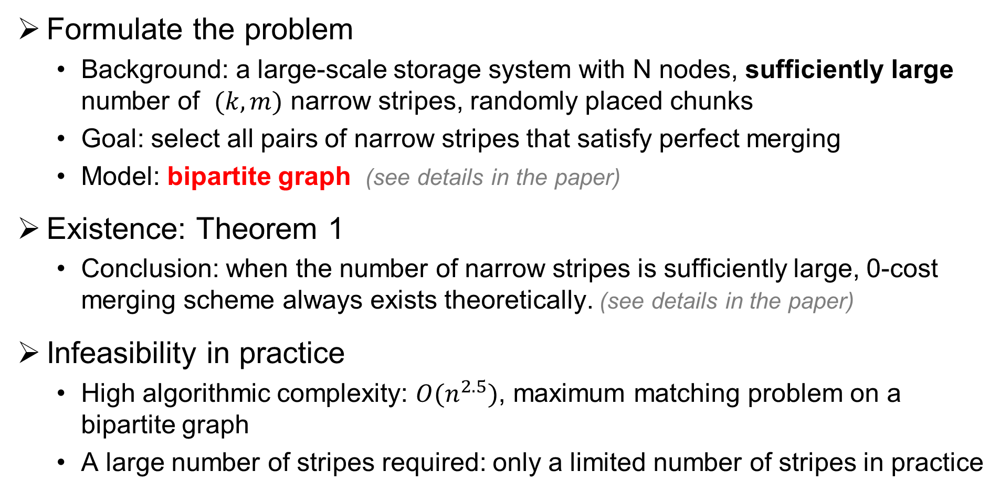 ➢ Formulate the problem
• Background: a large-scale storage system with N nodes, sufficiently large
number of (k, m) narrow stripes, randomly placed chunks
• Goal: select all pairs of narrow stripes that satisfy perfect merging
• Model: bipartite graph (see details in the paper)
➢ Existence: Theorem 1
• Conclusion: when the number of narrow stripes is sufficiently large, 0-cost
merging scheme always exists theoretically. (see details in the paper)
➢ Infeasibility in practice
• High algorithmic complexity: O(n^2.5), maximum matching problem on a
bipartite graph
• A large number of stripes required: only a limited number of stripes in practice